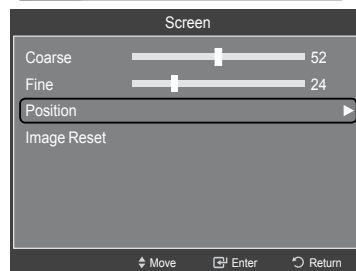 Screen
Coarse 52
Fine 24
Position
Image Reset
Move Enter Return